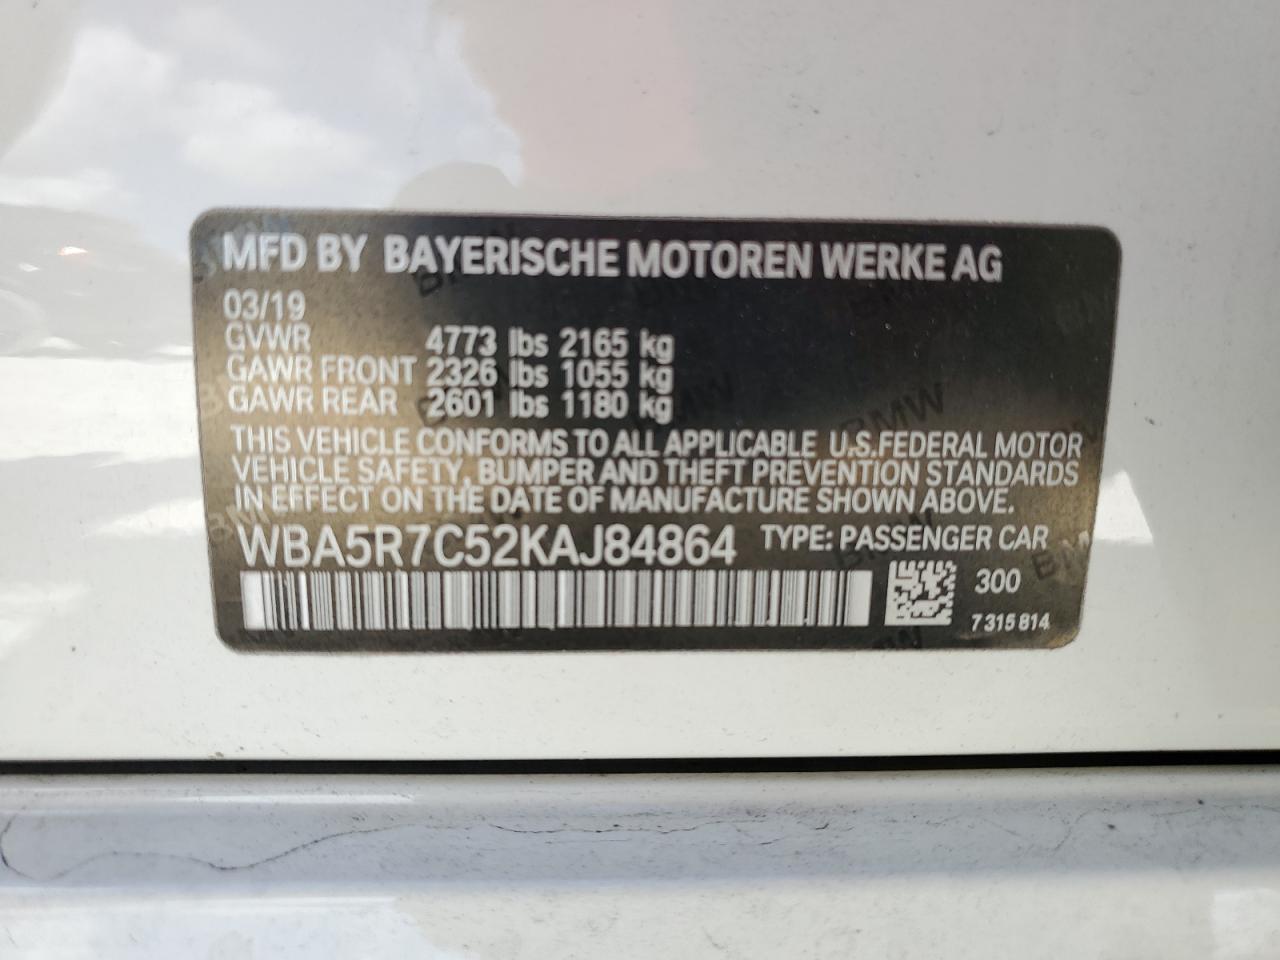 MFD BY BAYERISCHE MOTOREN WERKE AG
03/19
GVWR 4773 lbs 2165 kg
GAWR FRONT 2326 lbs 1055 kg
GAWR REAR 2601 lbs 1180 kg
THIS VEHICLE CONFORMS TO ALL APPLICABLE U.S.FEDERAL MOTOR
VEHICLE SAFETY, BUMPER AND THEFT PREVENTION STANDARDS
IN EFFECT ON THE DATE OF MANUFACTURE SHOWN ABOVE.
WBA5R7C52KAJ84864 TYPE: PASSENGER CAR
300
7 315 814